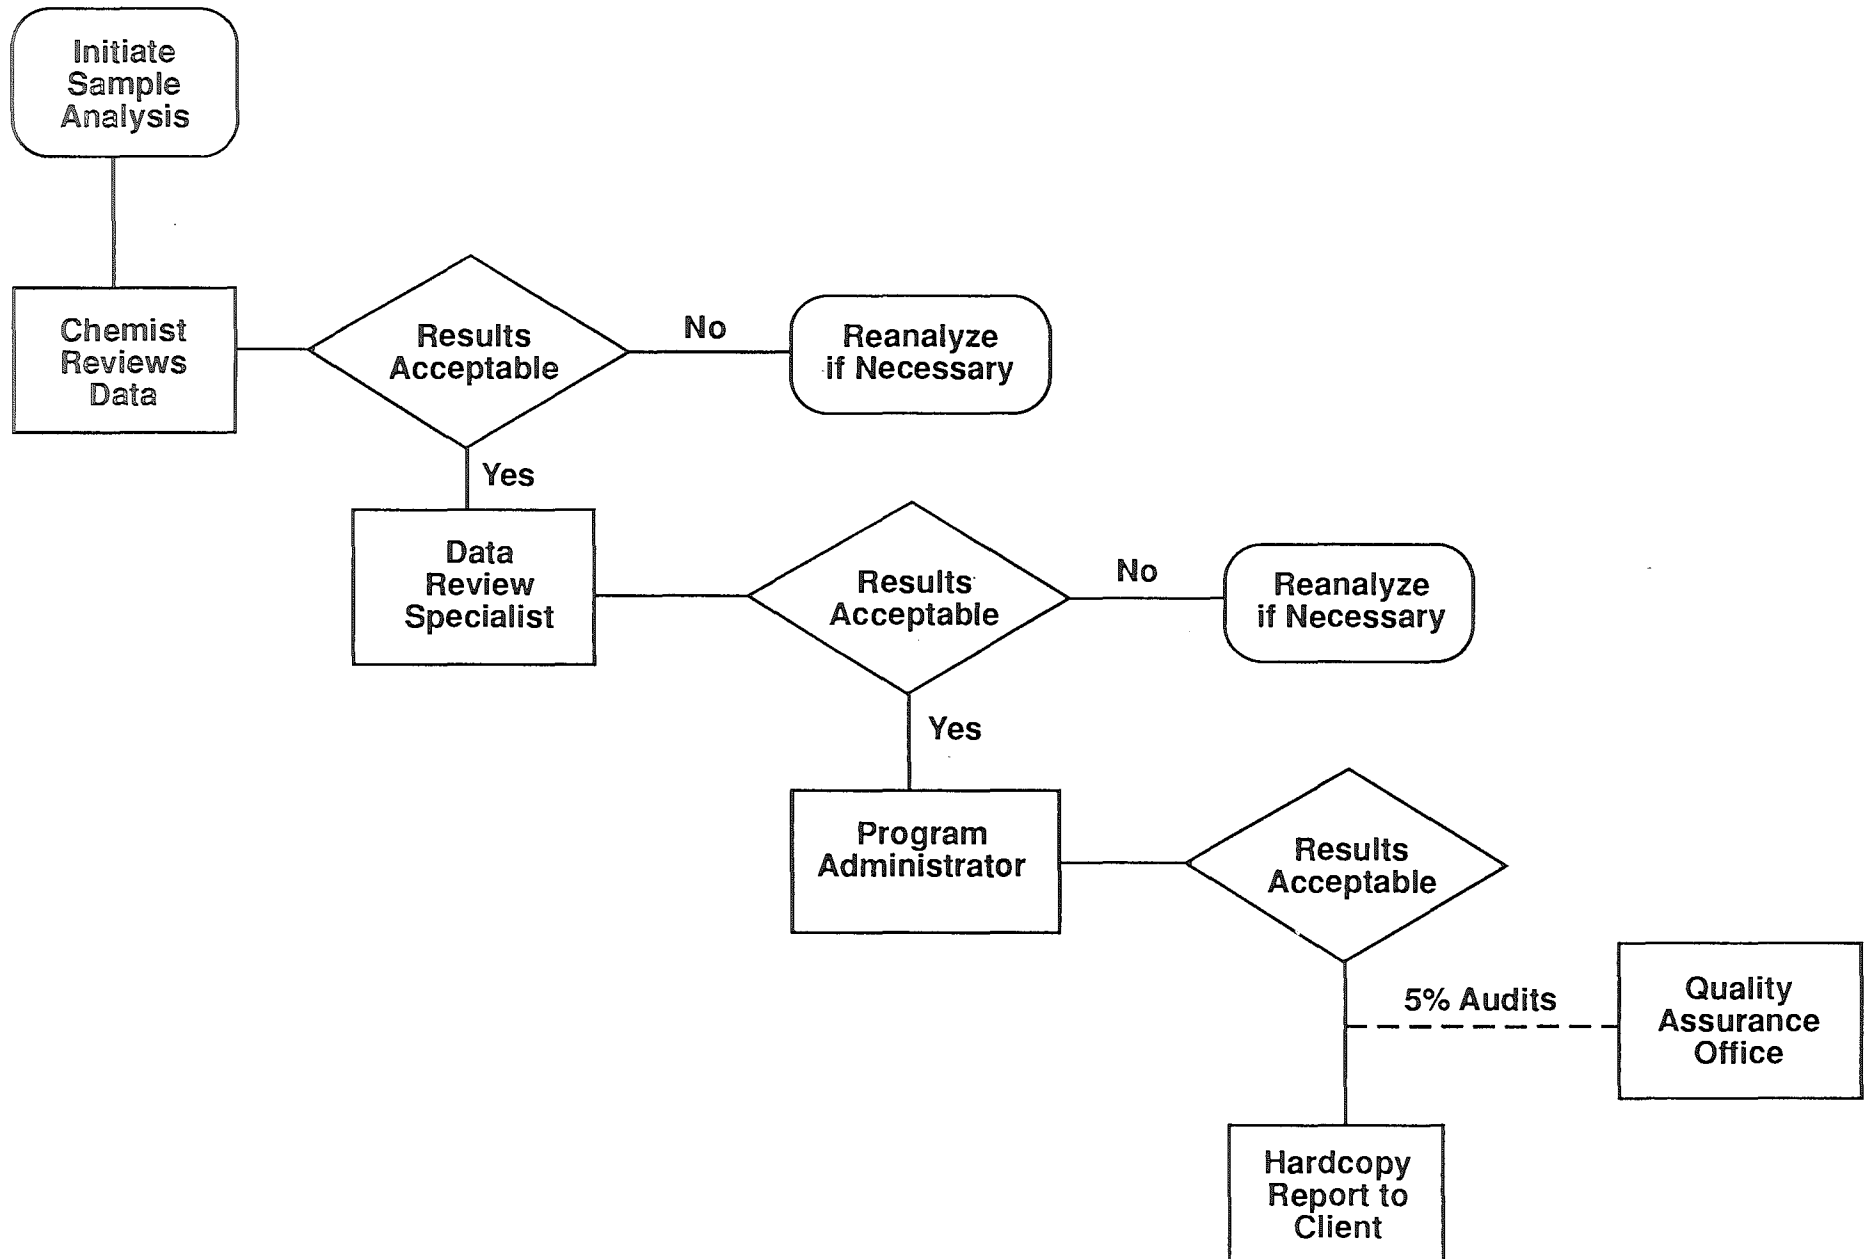 Initiate
Sample
Analysis
Chemist
Reviews
Data
Results
Acceptable
No
Reanalyze
if Necessary
Yes
Data
Review
Specialist
Results
Acceptable
No
Reanalyze
if Necessary
Yes
Program
Administrator
Results
Acceptable
5% Audits
Quality
Assurance
Office
Hardcopy
Report to
Client